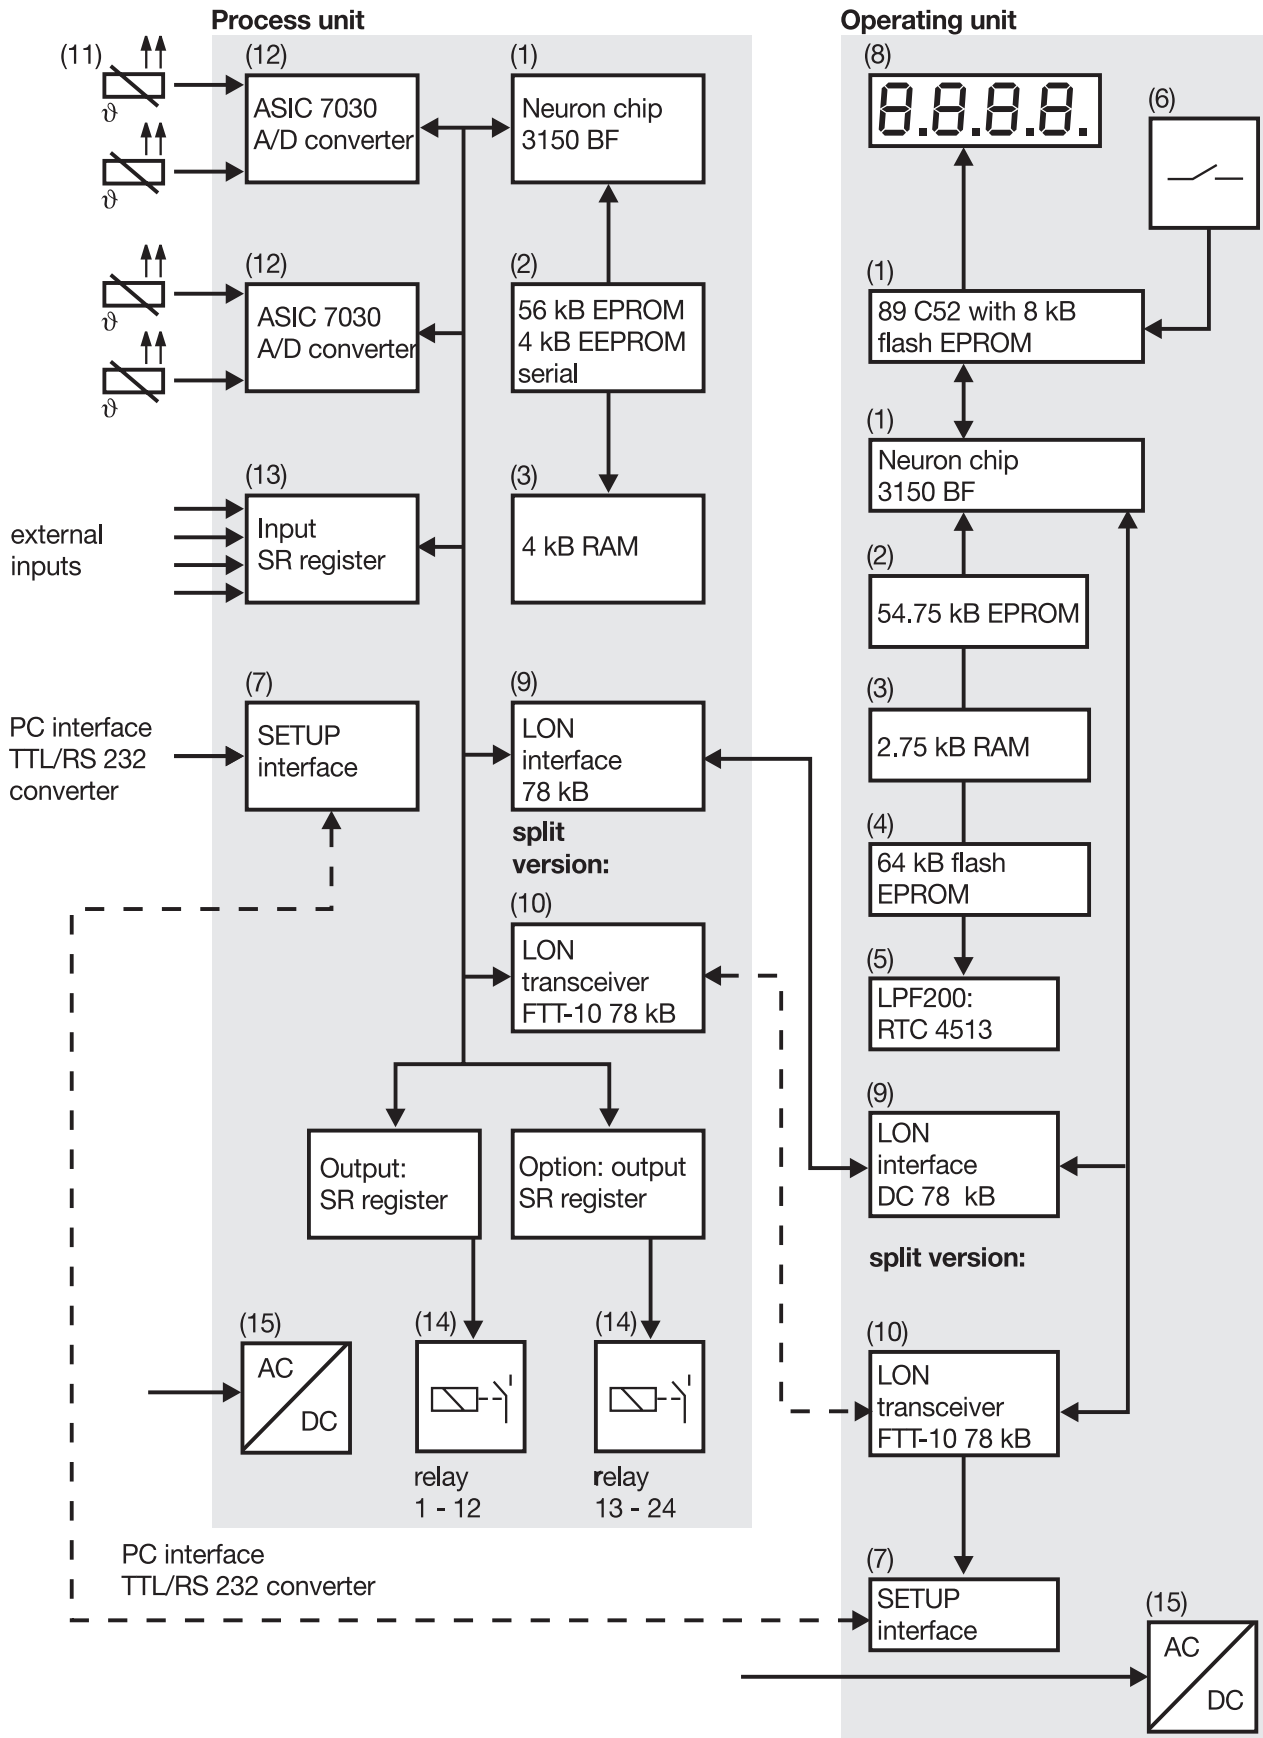 Process unit
(11)
ϑ
ϑ
(12)
ASIC 7030
A/D converter
(1)
Neuron chip
3150 BF
ϑ
ϑ
(12)
ASIC 7030
A/D converter
(2)
56 kB EPROM
4 kB EEPROM
serial
external
inputs
(13)
Input
SR register
(3)
4 kB RAM
PC interface
TTL/RS 232
converter
(7)
SETUP
interface
(9)
LON
interface
78 kB
split
version:
(10)
LON
transceiver
FTT-10 78 kB
Output:
SR register
Option: output
SR register
(15)
AC
DC
(14)
relay
1 - 12
(14)
relay
13 - 24
PC interface
TTL/RS 232 converter
Operating unit
(8)
8.8.8.8.
(6)
(1)
89 C52 with 8 kB
flash EPROM
(1)
Neuron chip
3150 BF
(2)
54.75 kB EPROM
(3)
2.75 kB RAM
(4)
64 kB flash
EPROM
(5)
LPF200:
RTC 4513
(9)
LON
interface
DC 78 kB
split version:
(10)
LON
transceiver
FTT-10 78 kB
(7)
SETUP
interface
(15)
AC
DC